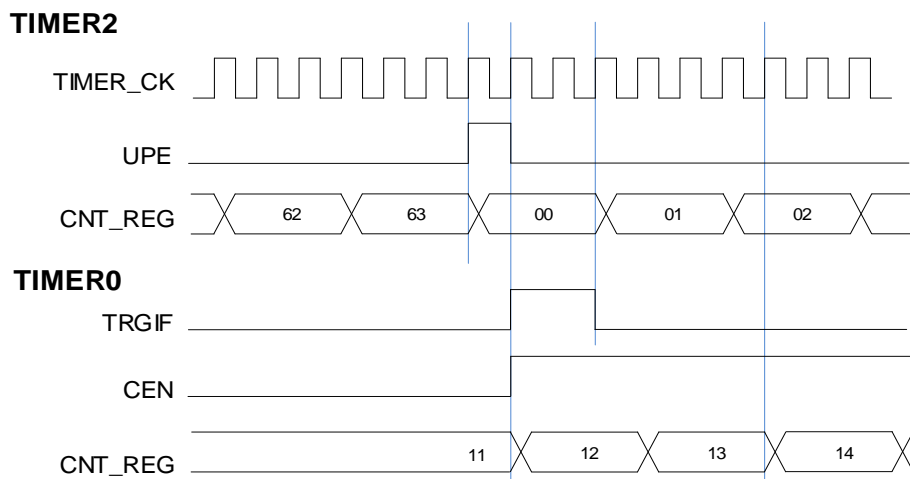 TIMER2
TIMER_CK
UPE
CNT_REG 62 63 00 01 02
TIMER0
TRGIF
CEN
CNT_REG 11 12 13 14